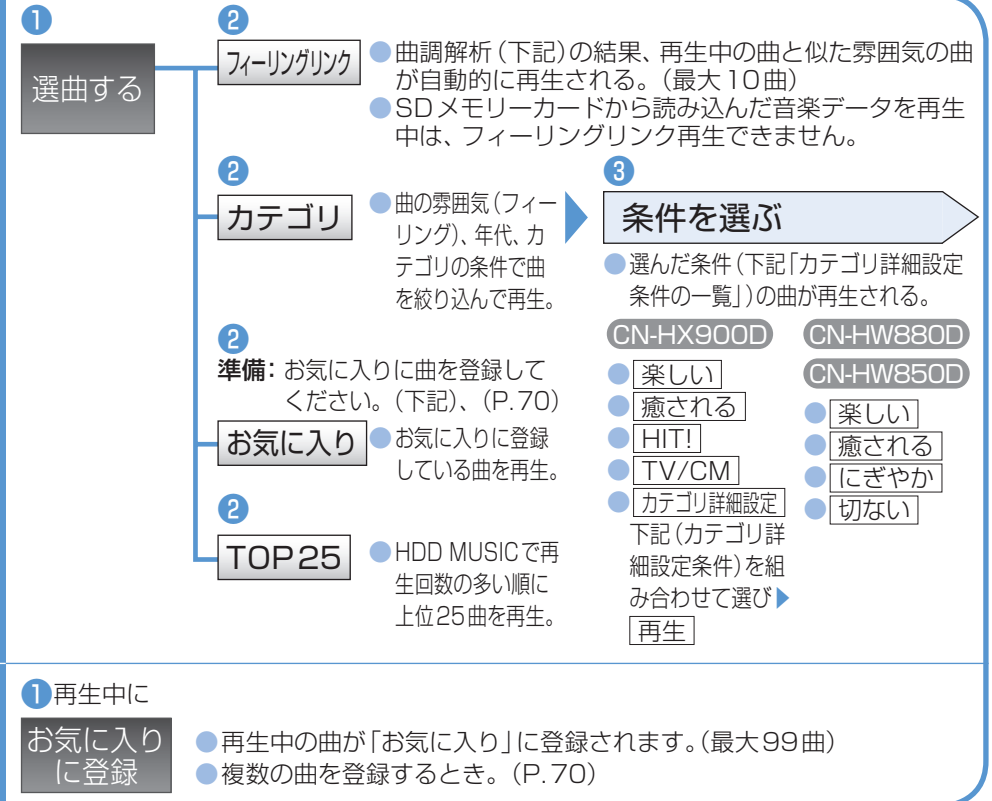 ❶
選曲する
❷
フィーリングリンク
●曲調解析(下記)の結果、再生中の曲と似た雰囲気の曲
が自動的に再生される。(最大10曲)
●SDメモリーカードから読み込んだ音楽データを再生
中は、フィーリングリンク再生できません。
❷
カテゴリ
●曲の雰囲気(フィー
リング)、年代、カ
テゴリの条件で曲
を絞り込んで再生。
❸
条件を選ぶ
●選んだ条件(下記「カテゴリ詳細設定
条件の一覧」)の曲が再生される。
CN-HX900D
●楽しい
●癒される
●HIT!
●TV/CM
●カテゴリ詳細設定
下記(カテゴリ詳
細設定条件)を組
み合わせて選び▶
再生
CN-HW880D
CN-HW850D
●楽しい
●癒される
●にぎやか
●切ない
❷
準備:お気に入りに曲を登録して
ください。(下記)、(P.70)
お気に入り
●お気に入りに登録
している曲を再生。
❷
TOP25
●HDD MUSICで再
生回数の多い順に
上位25曲を再生。
❶再生中に
お気に入り
に登録
●再生中の曲が「お気に入り」に登録されます。(最大99曲)
●複数の曲を登録するとき。(P.70)